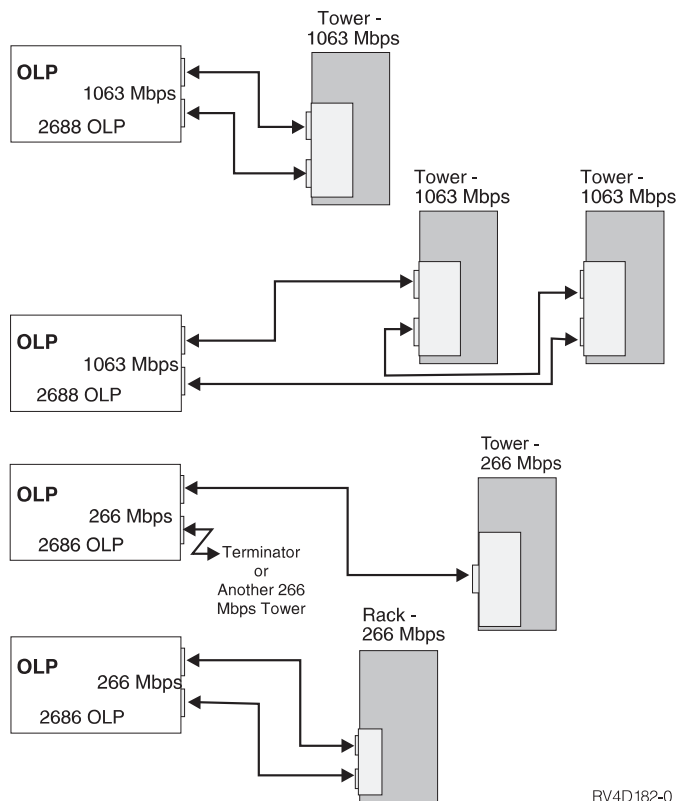 Tower -
1063 Mbps
OLP
1063 Mbps
2688 OLP
Tower -
1063 Mbps
Tower -
1063 Mbps
OLP
1063 Mbps
2688 OLP
Tower -
266 Mbps
OLP
266 Mbps
2686 OLP
Terminator
or
Another 266
Mbps Tower
Rack -
266 Mbps
OLP
266 Mbps
2686 OLP
RV4D182-0